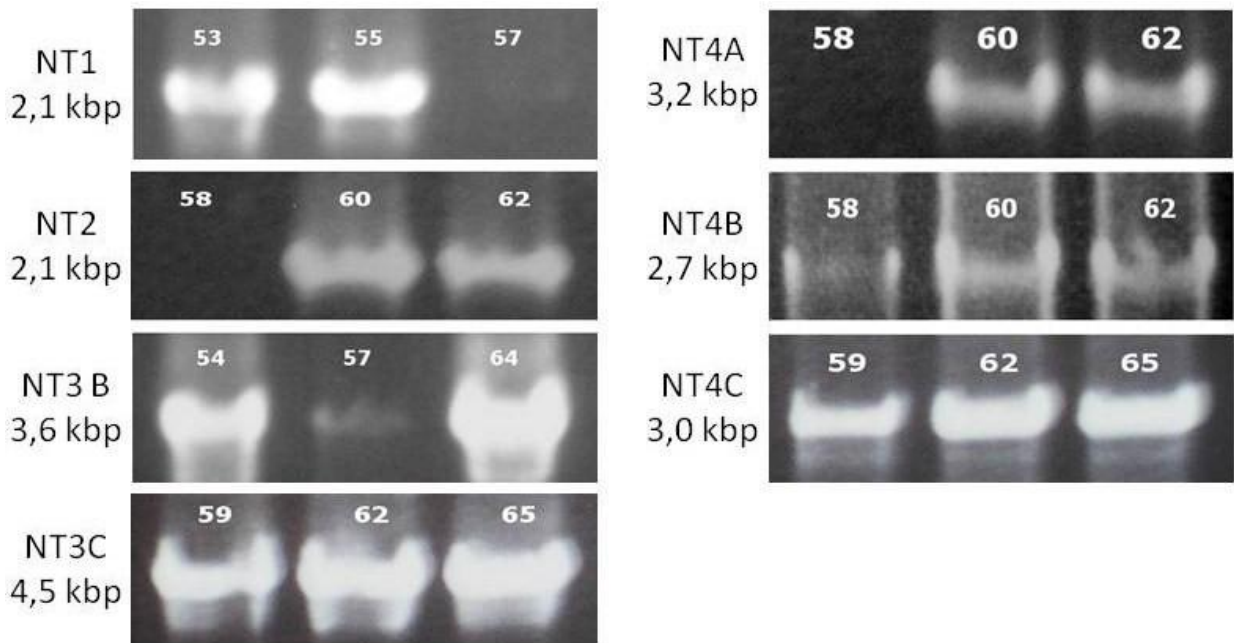 NT1
2,1 kbp
53 55 57
NT2
2,1 kbp
58 60 62
NT3 B
3,6 kbp
54 57 64
NT3C
4,5 kbp
59 62 65
NT4A
3,2 kbp
58 60 62
NT4B
2,7 kbp
58 60 62
NT4C
3,0 kbp
59 62 65